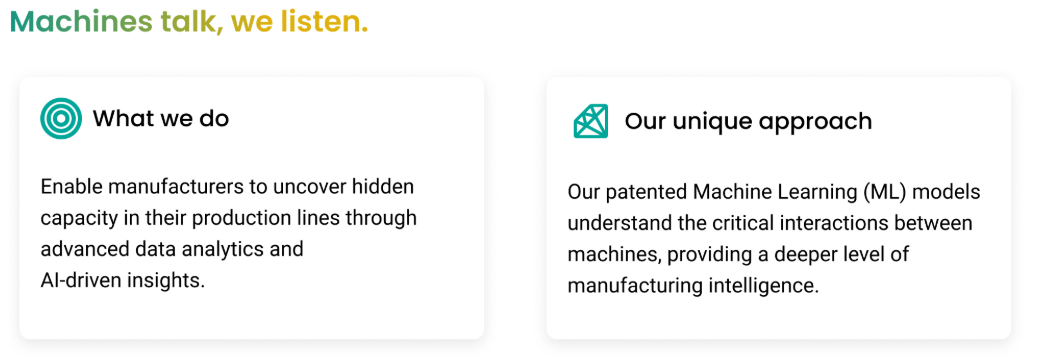 Machines talk, we listen.
What we do
Enable manufacturers to uncover hidden
capacity in their production lines through
advanced data analytics and
AI-driven insights.
Our unique approach
Our patented Machine Learning (ML) models
understand the critical interactions between
machines, providing a deeper level of
manufacturing intelligence.